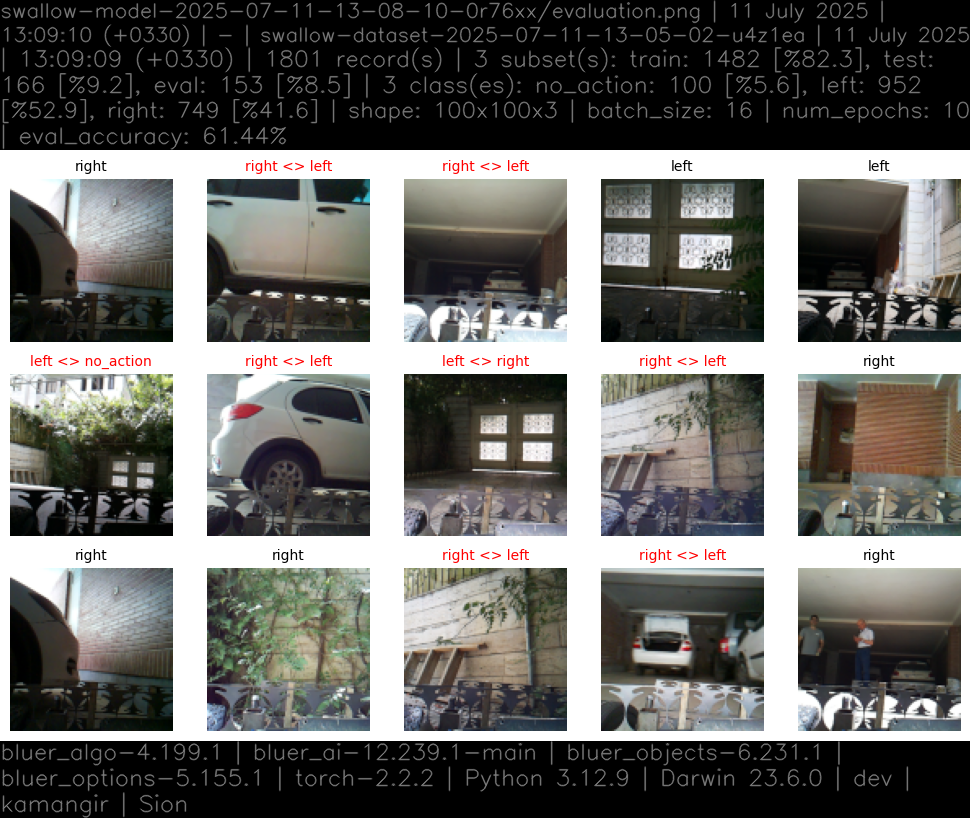 swallow-model-2025-07-11-13-08-10-0r76xx/evaluation.png | 11 July 2025 |
13:09:10 (+0330) | - | swallow-dataset-2025-07-11-13-05-02-u4z1ea | 11 July 2025
| 13:09:09 (+0330) | 1801 record(s) | 3 subset(s): train: 1482 [%82.3], test:
166 [%9.2], eval: 153 [%8.5] | 3 class(es): no_action: 100 [%5.6], left: 952
[%52.9], right: 749 [%41.6] | shape: 100x100x3 | batch_size: 16 | num_epochs: 10
| eval_accuracy: 61.44%
right
right <> left
right <> left
left
left
left <> no_action
right <> left
left <> right
right <> left
right
right
right
right <> left
right <> left
right
bluer_algo-4.199.1 | bluer_ai-12.239.1-main | bluer_objects-6.231.1 |
bluer_options-5.155.1 | torch-2.2.2 | Python 3.12.9 | Darwin 23.6.0 | dev |
kamangir | Sion